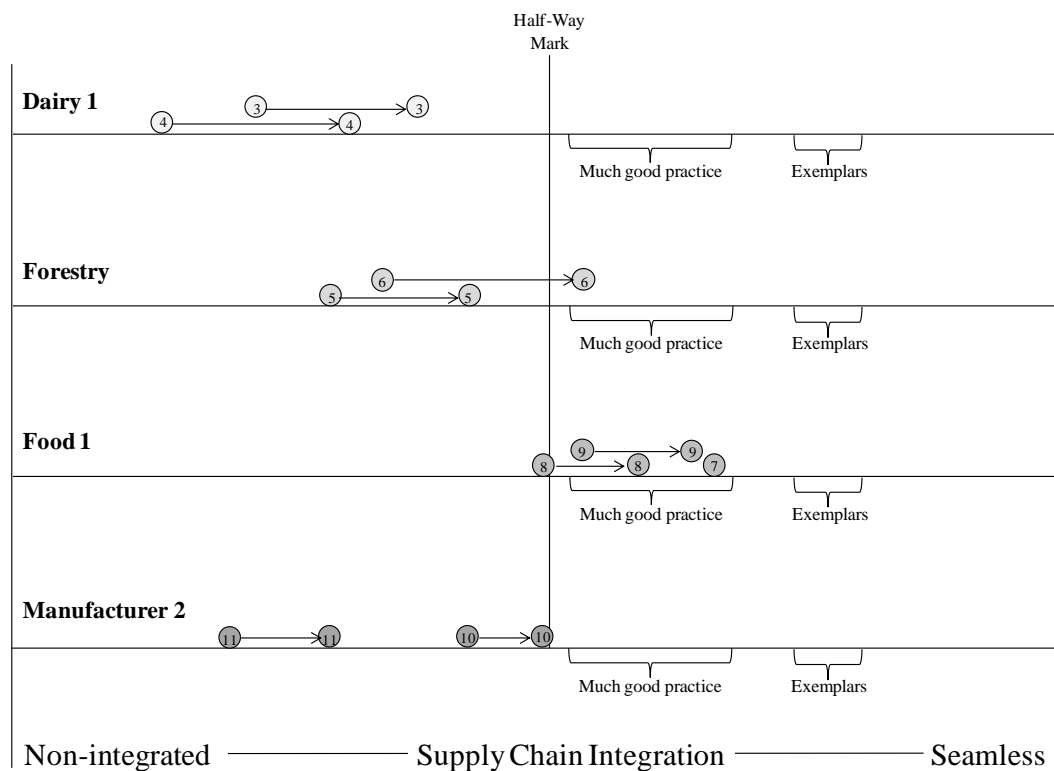 Half-Way
Mark
Dairy 1
3 3
4 4
Much good practice Exemplars
Forestry
6 6
5 5
Much good practice Exemplars
Food 1
9 9
8 8 7
Much good practice Exemplars
Manufacturer 2
11 11 10 10
Much good practice Exemplars
Non-integrated Supply Chain Integration Seamless